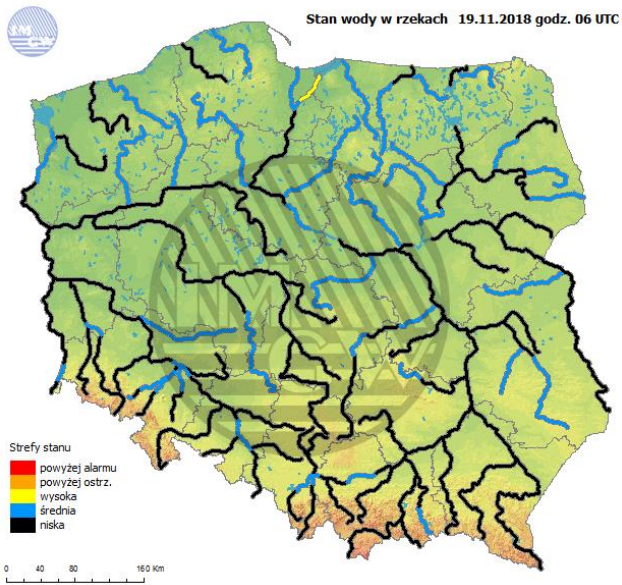 Stan wody w rzekach 19.11.2018 godz. 06 UTC
Strefy stanu
powyżej alarmu
powyżej ostrz.
wysoka
średnia
niska
0 40 80 160 Km